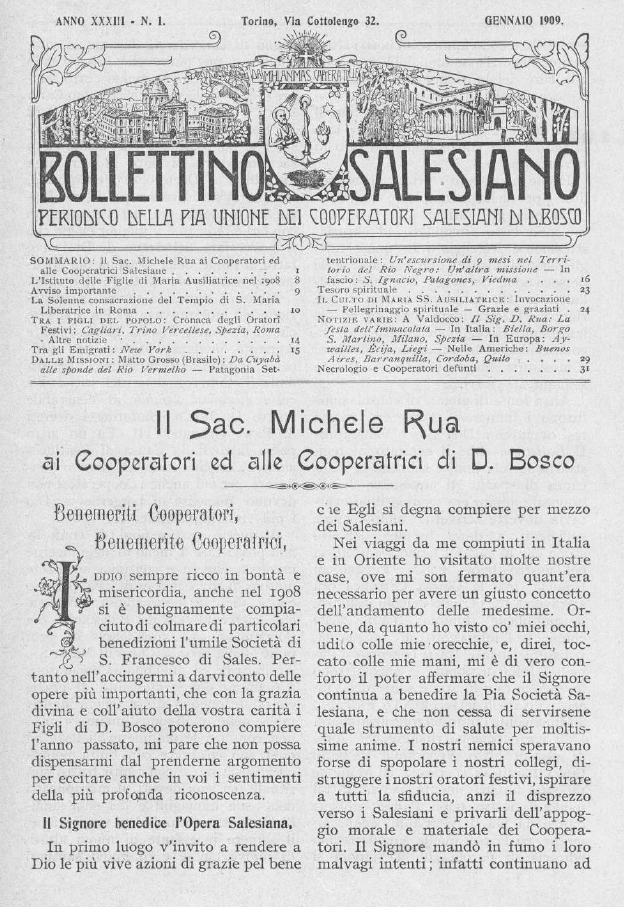 ANNO XXXIII - N. 1.
Torino, Via Cottolengo 32.
GENNAIO 1909.
DA MIHI ANIMAS CÆTERA TOLLE
BOLLETTINO SALESIANO
PERIODICO DELLA PIA UNIONE DEI COOPERATORI SALESIANI DI D.BOSCO
SOMMARIO: Il Sac. Michele Rua ai Cooperatori ed
alle Cooperatrici Salesiane . . . . . . . . 1
L'Istituto delle Figlie di Maria Ausiliatrice nel 1908 8
Avviso importante . . . . . . . . . . . 9
La Solenne consacrazione del Tempio di S. Maria
Liberatrice in Roma . . . . . . . . . . 10
TRA I FIGLI DEL POPOLO: Cronaca degli Oratori
Festivi; Cagliari, Trino Vercellese, Spezia, Roma
- Altre notizie . . . . . . . . . . . . 14
Tra gli Emigrati: New York . . . . . . . . 15
DALLE MISSIONI: Matto Grosso (Brasile); Da Cuyabà
alle sponde del Rio Vermelho — Patagonia Set-
tentrionale: Un'escursione di 9 mesi nel Terri-
torio del Rio Negro: Un'altra missione — In
fascio: S. Ignacio, Patagones, Viedma . . . . 16
Tesoro spirituale . . . . . . . . . . . 23
IL CULTO DI MARIA SS. AUSILIATRICE: Invocazione
— Pellegrinaggio spirituale — Grazie e graziati . 24
NOTIZIE VARIE: A Valdocco: Il Sig. D. Rua: La
festa dell'Immacolata — In Italia: Biella, Borgo
S. Martino, Milano, Spezia — In Europa: Ay-
wailles, Ecija, Liegi — Nelle Americhe: Buenos
Aires, Barranquilla, Cordoba, Quito . . . . . 29
Necrologio e Cooperatori defunti . . . . . . 31
Il Sac. Michele Rua
ai Cooperatori ed alle Cooperatrici di D. Bosco
Benemeriti Cooperatori,
Benemerite Cooperatrici,
IDDIO sempre ricco in bontà e
misericordia, anche nel 1908
si è benignamente compia-
ciuto di colmare di particolari
benedizioni l'umile Società di
S. Francesco di Sales. Per-
tanto nell'accingermi a darvi conto delle
opere più importanti, che con la grazia
divina e coll'aiuto della vostra carità i
Figli di D. Bosco poterono compiere
l'anno passato, mi pare che non possa
dispensarmi dal prenderne argomento
per eccitare anche in voi i sentimenti
della più profonda riconoscenza.
Il Signore benedice l'Opera Salesiana.
In primo luogo v'invito a rendere a
Dio le più vive azioni di grazie pel bene
che Egli si degna compiere per mezzo
dei Salesiani.
Nei viaggi da me compiuti in Italia
e in Oriente ho visitato molte nostre
case, ove mi son fermato quant'era
necessario per avere un giusto concetto
dell'andamento delle medesime. Or-
bene, da quanto ho visto co' miei occhi,
udito colle mie orecchie, e, direi, toc-
cato colle mie mani, mi è di vero con-
forto il poter affermare che il Signore
continua a benedire la Pia Società Sa-
lesiana, e che non cessa di servirsene
quale strumento di salute per moltis-
sime anime. I nostri nemici speravano
forse di spopolare i nostri collegi, di-
struggere i nostri oratorî festivi, ispirare
a tutti la sfiducia, anzi il disprezzo
verso i Salesiani e privarli dell'appog-
gio morale e materiale dei Coopera-
tori. Il Signore mandò in fumo i loro
malvagi intenti; infatti continuano ad